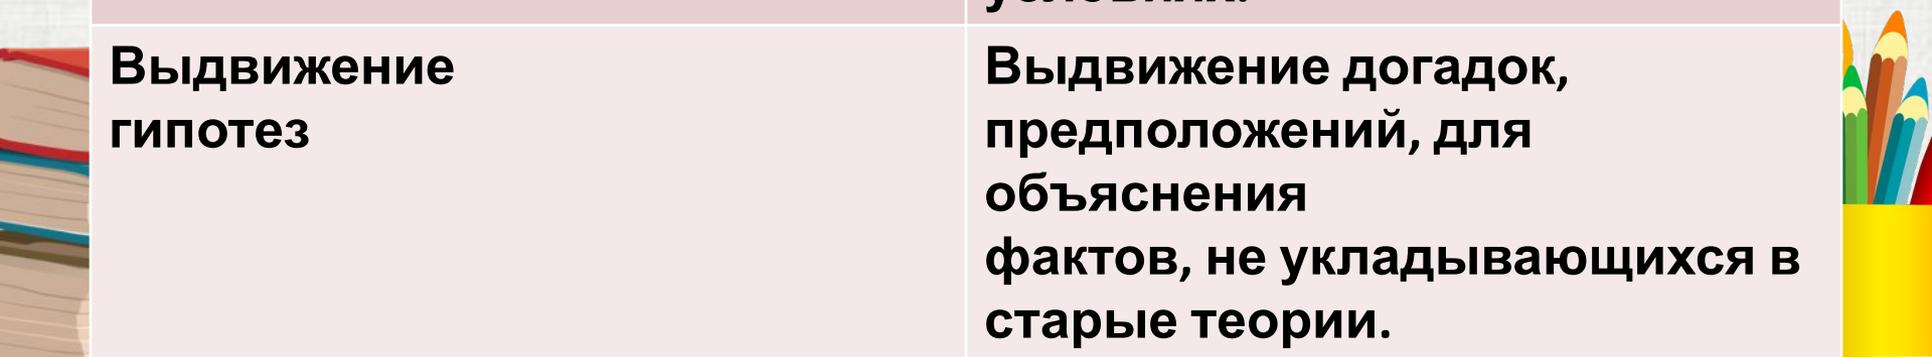 Выдвижение
гипотез
Выдвижение догадок,
предположений, для
объяснения
фактов, не укладывающихся в
старые теории.